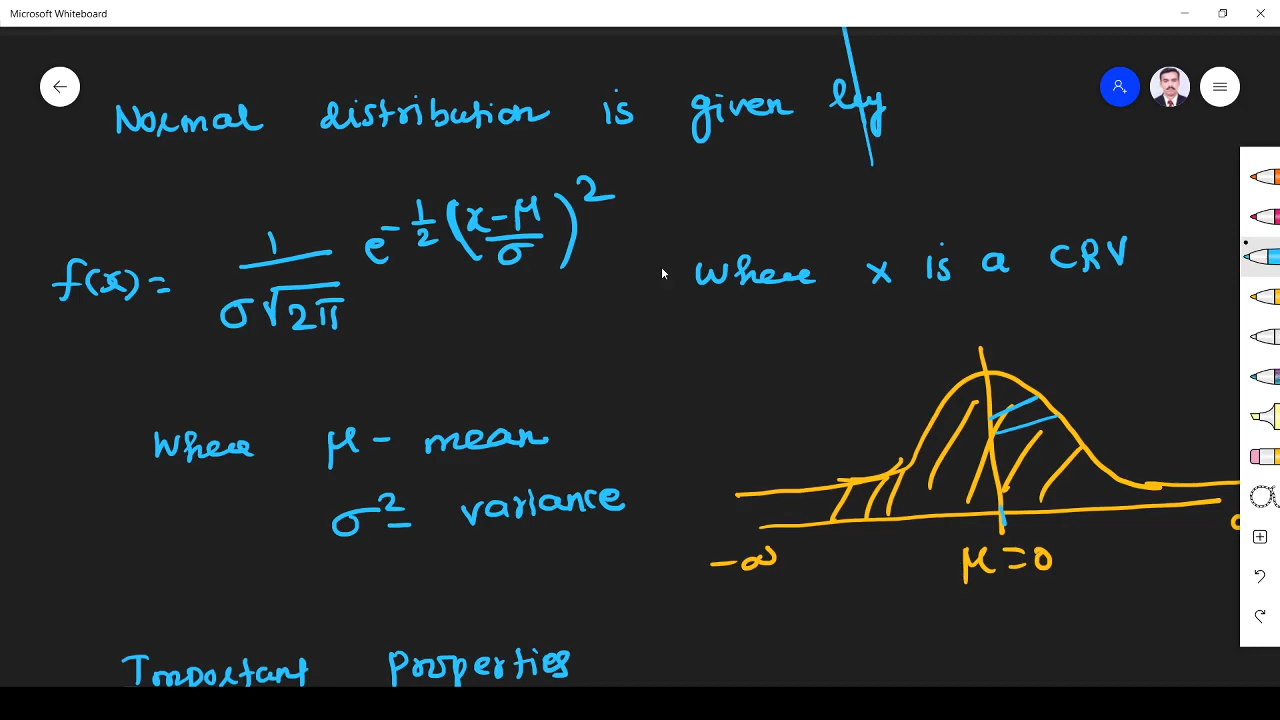 Microsoft Whiteboard
Normal distribution is given by
f(x) = 1/(σ√2π) e^(-1/2 ((x-μ)/σ)^2)
where x is a CRV
Where μ - mean
σ² - variance
-∞
μ = 0
Important Properties